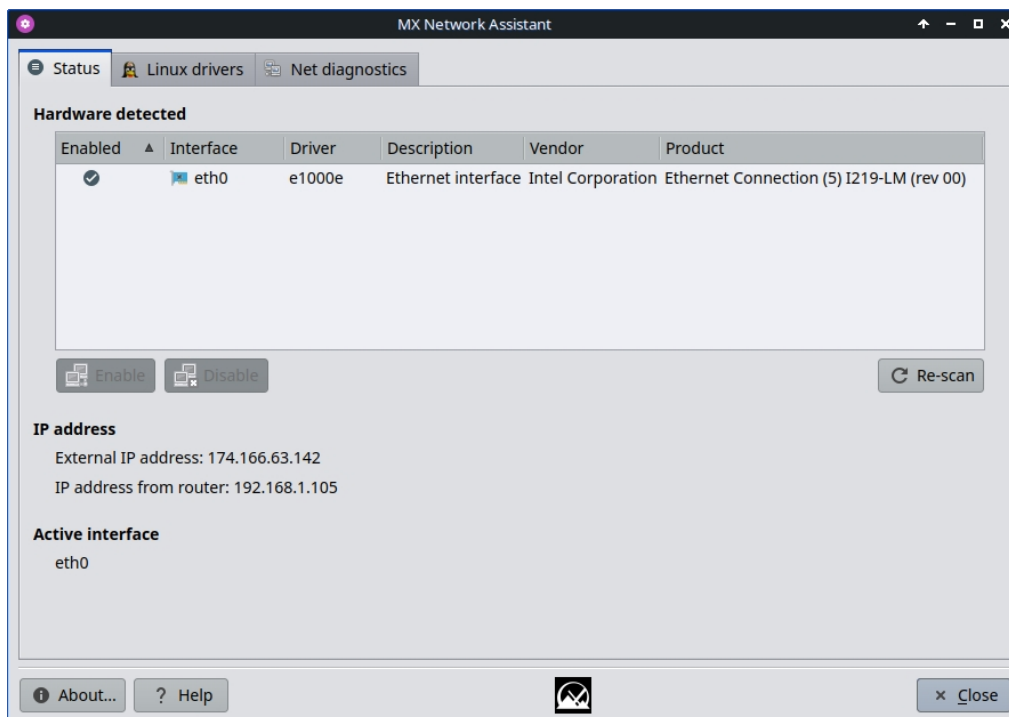 MX Network Assistant
Status Linux drivers Net diagnostics
Hardware detected
Enabled Interface Driver Description Vendor Product
eth0 e1000e Ethernet interface Intel Corporation Ethernet Connection (5) I219-LM (rev 00)
Enable Disable Re-scan
IP address
External IP address: 174.166.63.142
IP address from router: 192.168.1.105
Active interface
eth0
About... ? Help Close